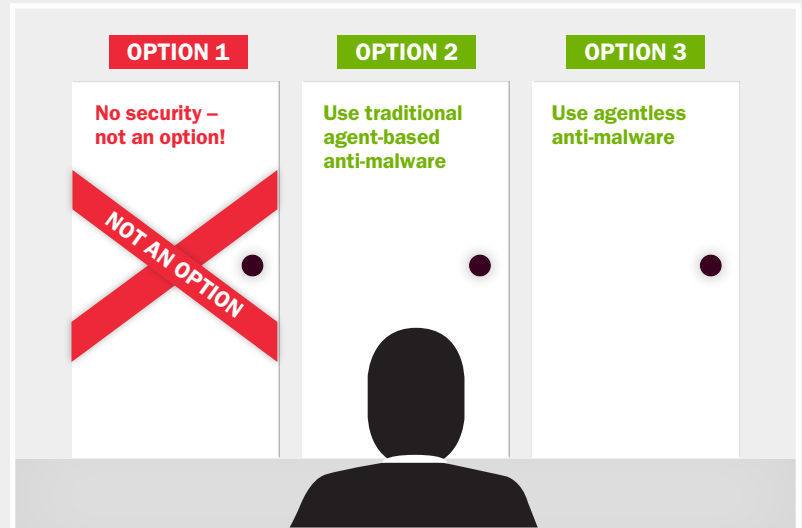 OPTION 1
No security –
not an option!
NOT AN OPTION
OPTION 2
Use traditional
agent-based
anti-malware
OPTION 3
Use agentless
anti-malware